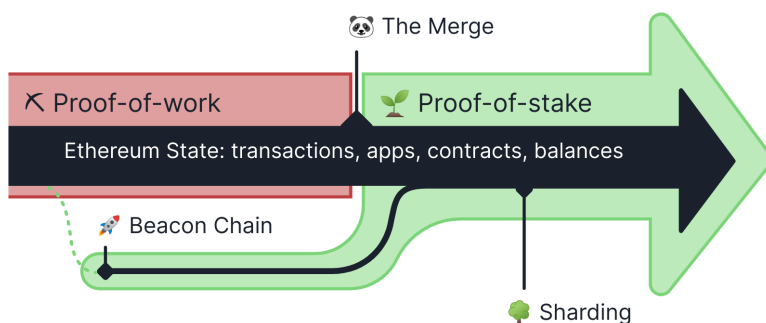 The Merge
Proof-of-work
Proof-of-stake
Ethereum State: transactions, apps, contracts, balances
Beacon Chain
Sharding